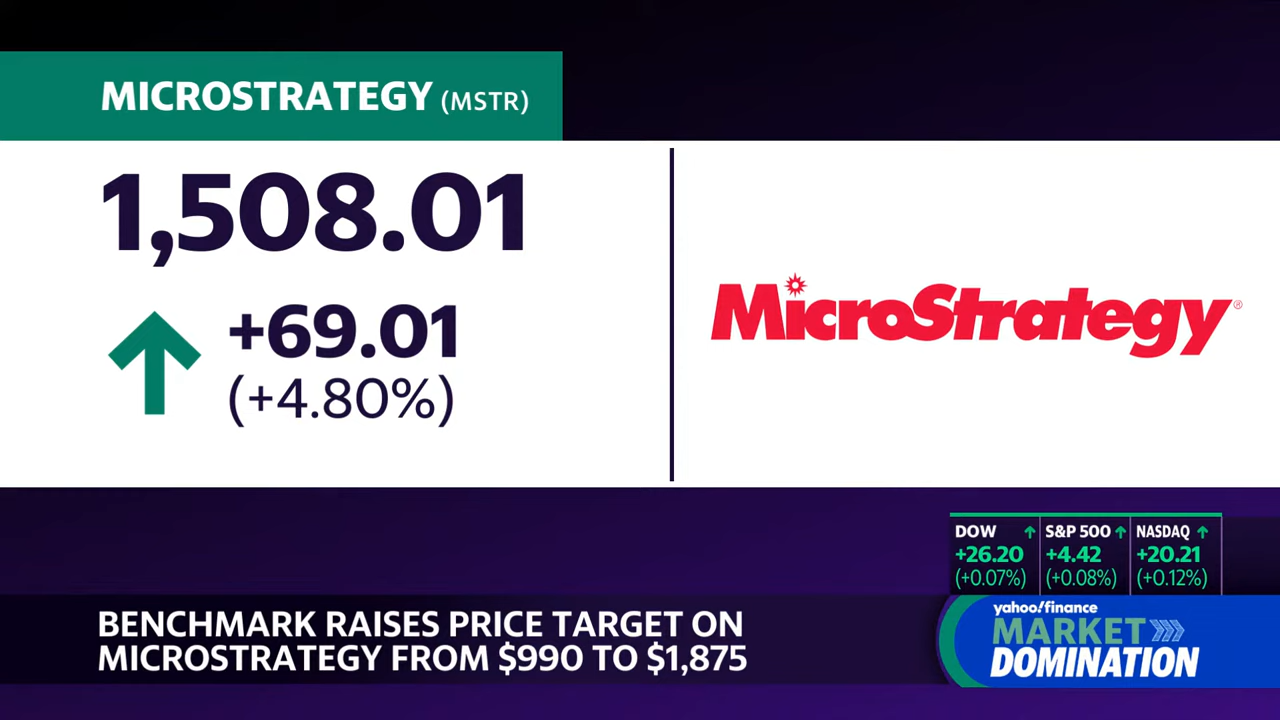 MICROSTRATEGY (MSTR)
1,508.01
+69.01
(+4.80%)
MicroStrategy®
DOW
+26.20
(+0.07%)
S&P 500
+4.42
(+0.08%)
NASDAQ
+20.21
(+0.12%)
BENCHMARK RAISES PRICE TARGET ON
MICROSTRATEGY FROM $990 TO $1,875
yahoo!finance
MARKET
DOMINATION